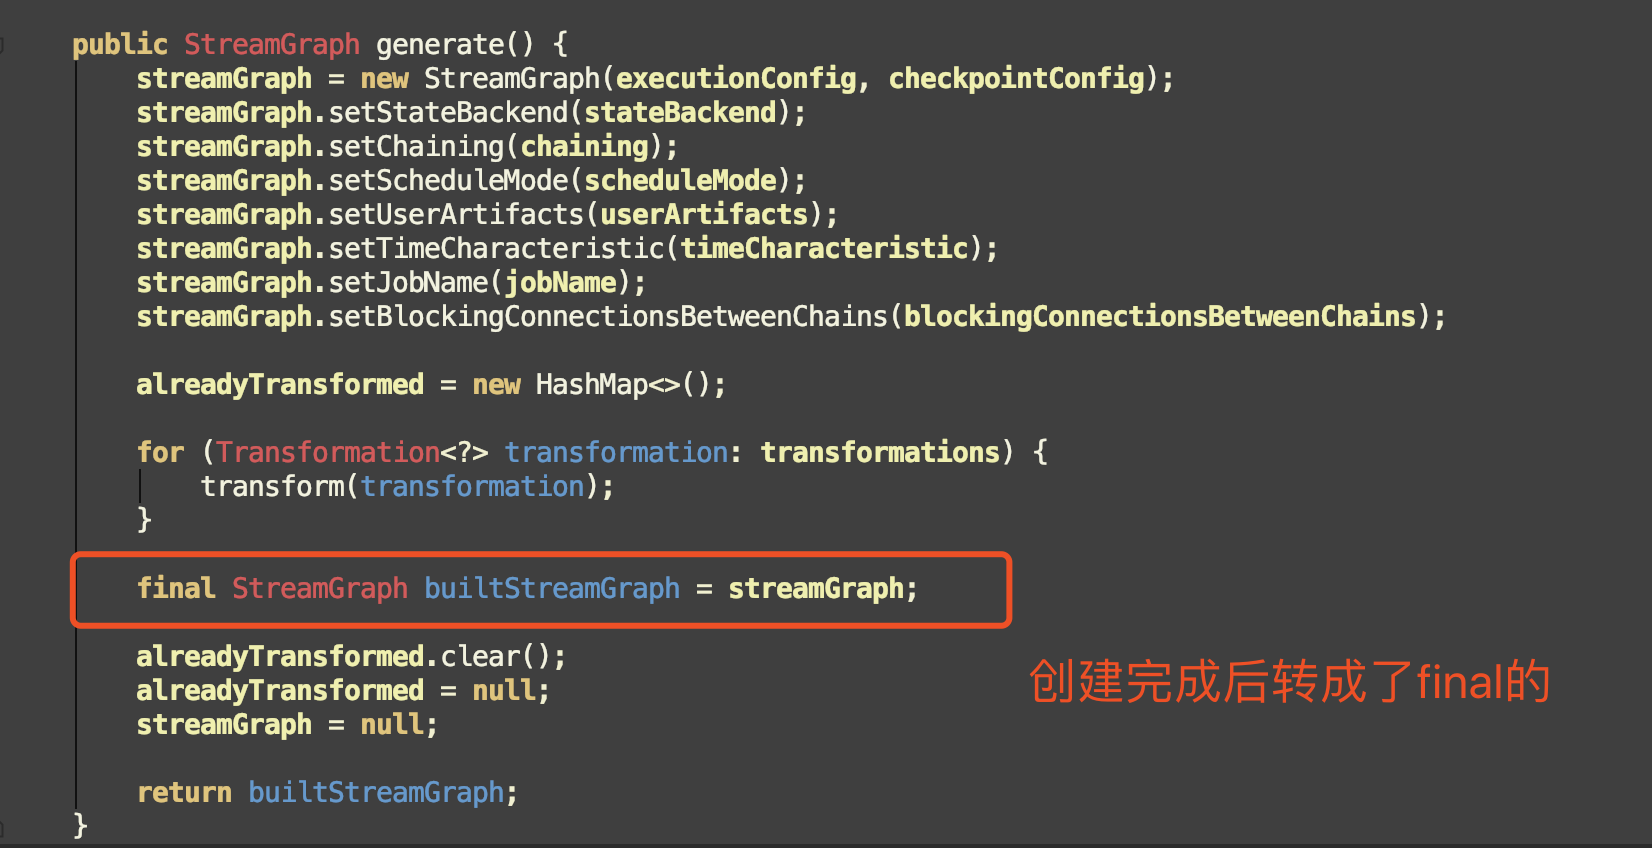 public StreamGraph generate() {
streamGraph = new StreamGraph(executionConfig, checkpointConfig);
streamGraph.setStateBackend(stateBackend);
streamGraph.setChaining(chaining);
streamGraph.setScheduleMode(scheduleMode);
streamGraph.setUserArtifacts(userArtifacts);
streamGraph.setTimeCharacteristic(timeCharacteristic);
streamGraph.setJobName(jobName);
streamGraph.setBlockingConnectionsBetweenChains(blockingConnectionsBetweenChains);
alreadyTransformed = new HashMap<>();
for (Transformation<?> transformation: transformations) {
transform(transformation);
}
final StreamGraph builtStreamGraph = streamGraph;
alreadyTransformed.clear();
创建完成后转成了final的
alreadyTransformed = null;
streamGraph = null;
return builtStreamGraph;
}